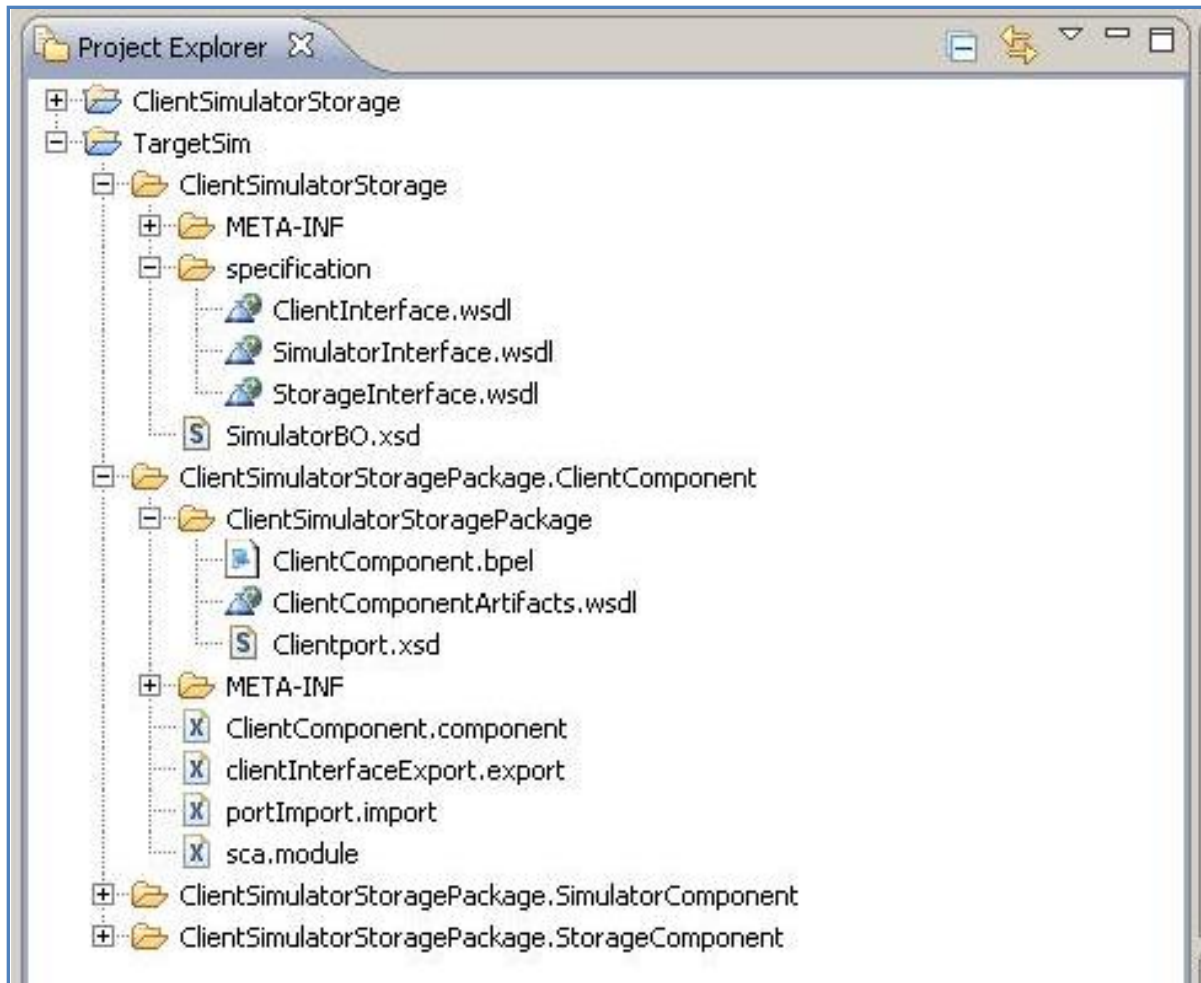 Project Explorer
ClientSimulatorStorage
TargetSim
ClientSimulatorStorage
META-INF
specification
ClientInterface.wsdl
SimulatorInterface.wsdl
StorageInterface.wsdl
S SimulatorBO.xsd
ClientSimulatorStoragePackage.ClientComponent
ClientSimulatorStoragePackage
ClientComponent.bpel
ClientComponentArtifacts.wsdl
S Clientport.xsd
META-INF
X ClientComponent.component
X clientInterfaceExport.export
X portImport.import
X sca.module
ClientSimulatorStoragePackage.SimulatorComponent
ClientSimulatorStoragePackage.StorageComponent